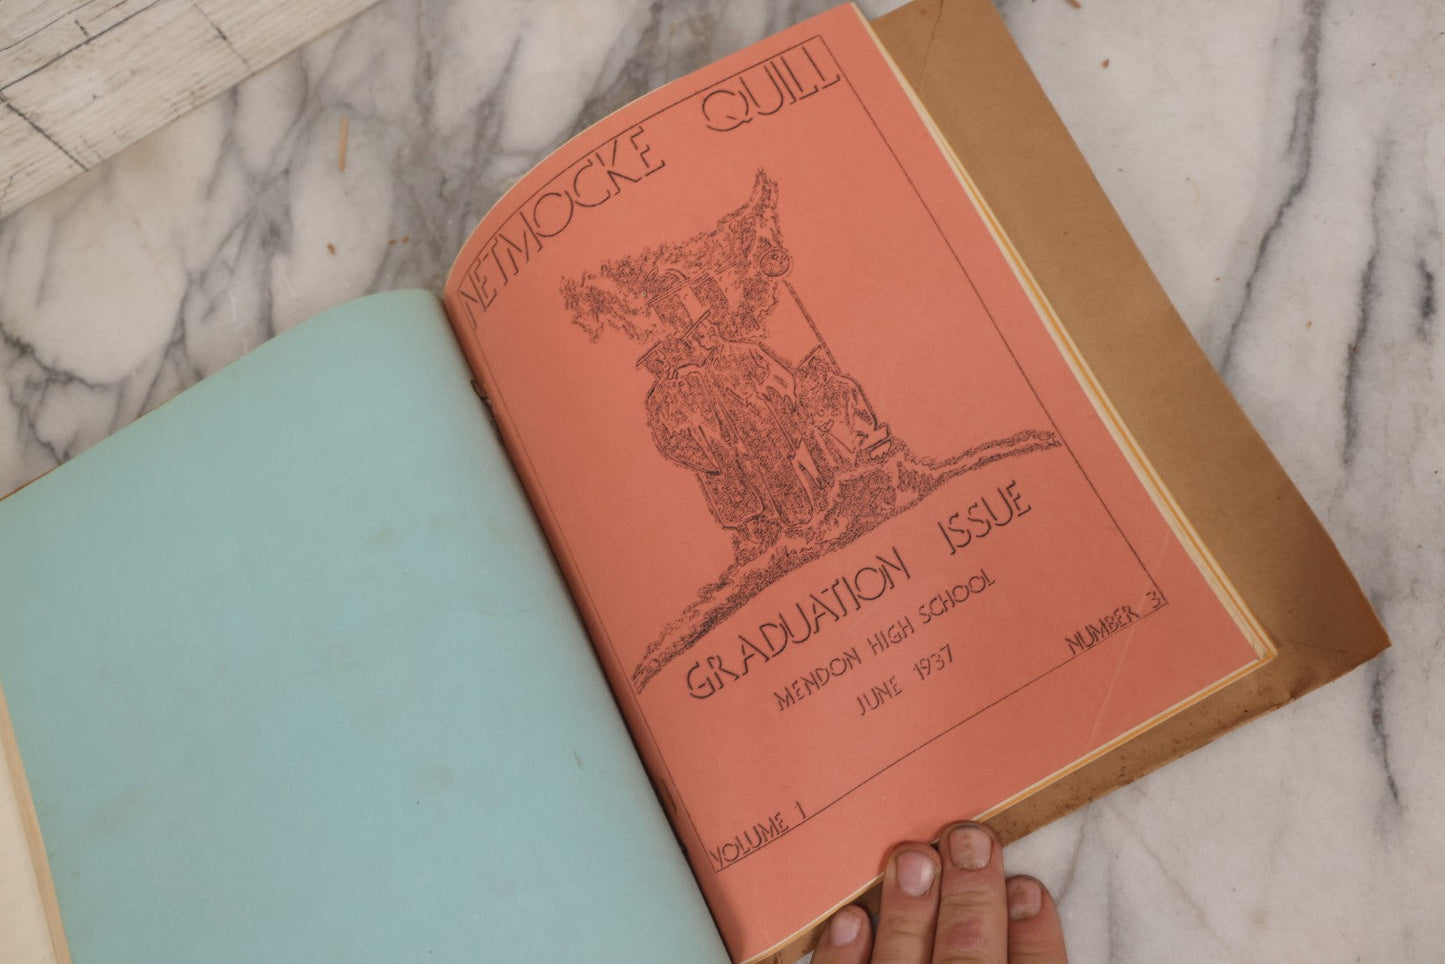 NETMOCKE QUILL
GRADUATION ISSUE
MENDON HIGH SCHOOL
JUNE 1937
VOLUME 1 NUMBER 3